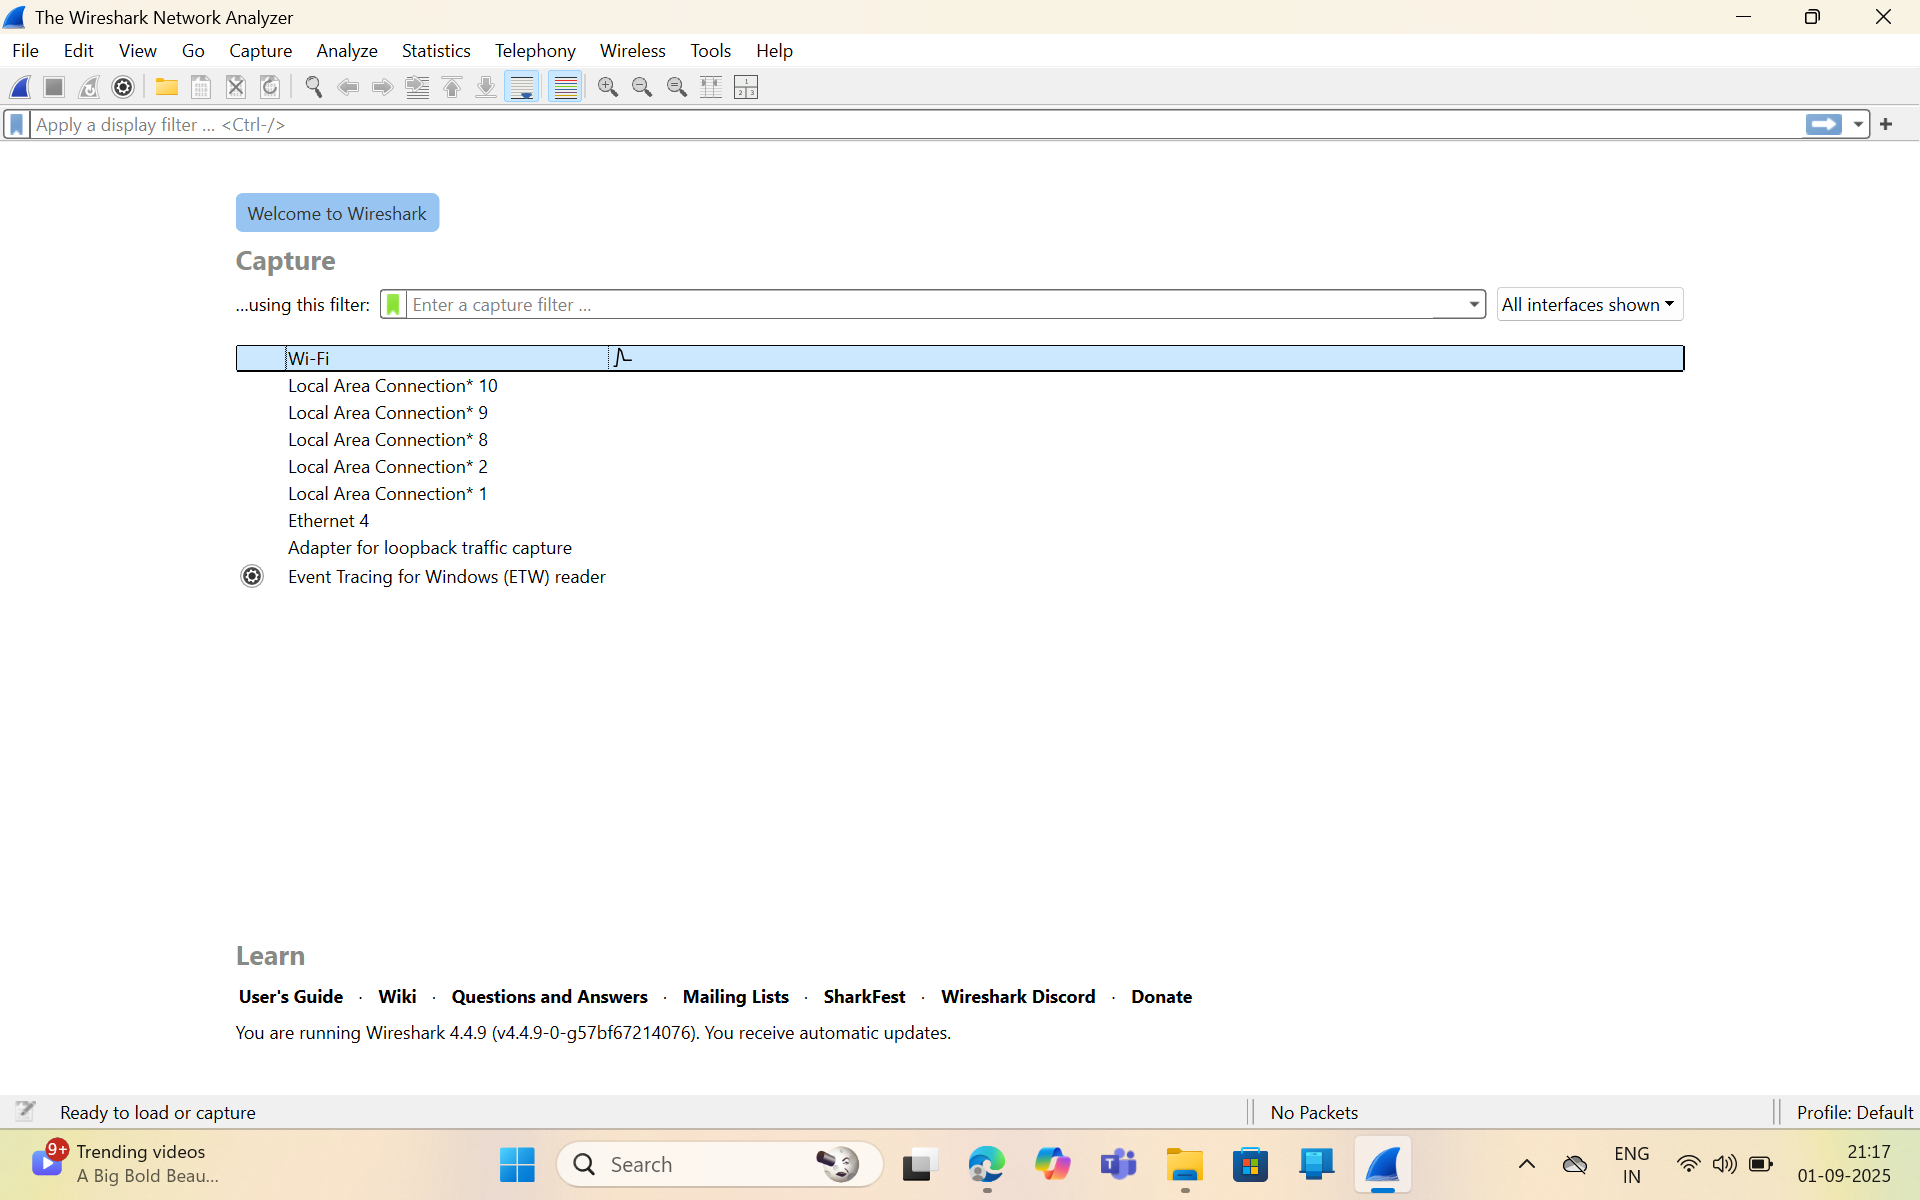 The Wireshark Network Analyzer
File Edit View Go Capture Analyze Statistics Telephony Wireless Tools Help
Apply a display filter ... <Ctrl-/>
Welcome to Wireshark
Capture
...using this filter: Enter a capture filter ... All interfaces shown
Wi-Fi
Local Area Connection* 10
Local Area Connection* 9
Local Area Connection* 8
Local Area Connection* 2
Local Area Connection* 1
Ethernet 4
Adapter for loopback traffic capture
Event Tracing for Windows (ETW) reader
Learn
User's Guide · Wiki · Questions and Answers · Mailing Lists · SharkFest · Wireshark Discord · Donate
You are running Wireshark 4.4.9 (v4.4.9-0-g57bf67214076). You receive automatic updates.
Ready to load or capture No Packets Profile: Default
9+ Trending videos
A Big Bold Beau...
Search
ENG
IN
21:17
01-09-2025